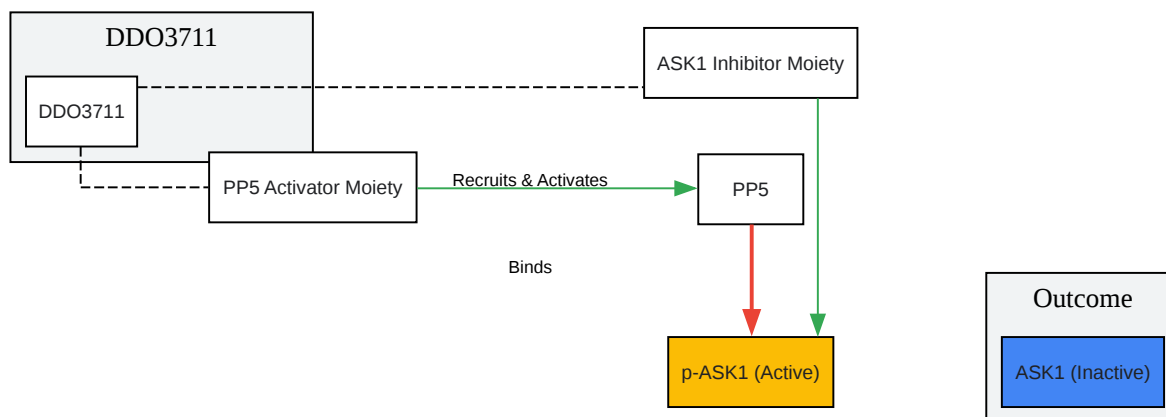 DDO3711
ASK1 Inhibitor Moiety
DDO3711
PP5 Activator Moiety
Recruits & Activates
PP5
Binds
Outcome
p-ASK1 (Active)
ASK1 (Inactive)